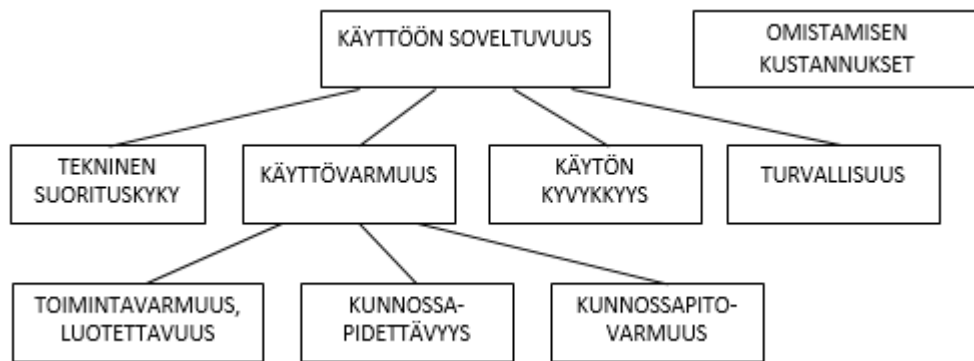 KÄYTTÖÖN SOVELTUVUUS
OMISTAMISEN
KUSTANNUKSET
TEKNINEN
SUORITUSKYKY
KÄYTTÖVARMUUS
KÄYTÖN
KYVYKKYYS
TURVALLISUUS
TOIMINTAVARMUUS,
LUOTETTAVUUS
KUNNOSSA-
PIDETTÄVYYS
KUNNOSSAPITO-
VARMUUS